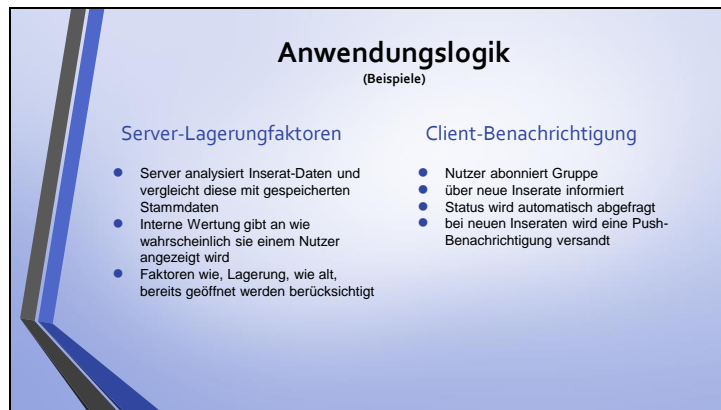 Anwendungslogik
(Beispiele)
Server-Lagerungfaktoren
● Server analysiert Inserat-Daten und
vergleicht diese mit gespeicherten
Stammdaten
● Interne Wertung gibt an wie
wahrscheinlich sie einem Nutzer
angezeigt wird
● Faktoren wie, Lagerung, wie alt,
bereits geöffnet werden berücksichtigt
Client-Benachrichtigung
● Nutzer abonniert Gruppe
● über neue Inserate informiert
● Status wird automatisch abgefragt
● bei neuen Inseraten wird eine Push-
Benachrichtigung versandt